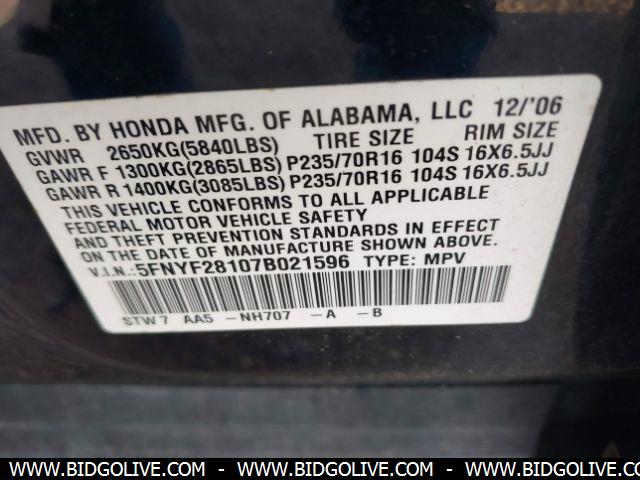 MFD. BY HONDA MFG. OF ALABAMA, LLC 12/'06
GVWR 2650KG(5840LBS) TIRE SIZE RIM SIZE
GAWR F 1300KG(2865LBS) P235/70R16 104S 16X6.5JJ
GAWR R 1400KG(3085LBS) P235/70R16 104S 16X6.5JJ
THIS VEHICLE CONFORMS TO ALL APPLICABLE
FEDERAL MOTOR VEHICLE SAFETY
AND THEFT PREVENTION STANDARDS IN EFFECT
ON THE DATE OF MANUFACTURE SHOWN ABOVE.
V.I.N.: 5FNYF28107B021596 TYPE: MPV
STW7 AA5 -NH707 -A -B
WWW.BIDGOLIVE.COM - WWW.BIDGOLIVE.COM - WWW.BIDGOLIVE.COM